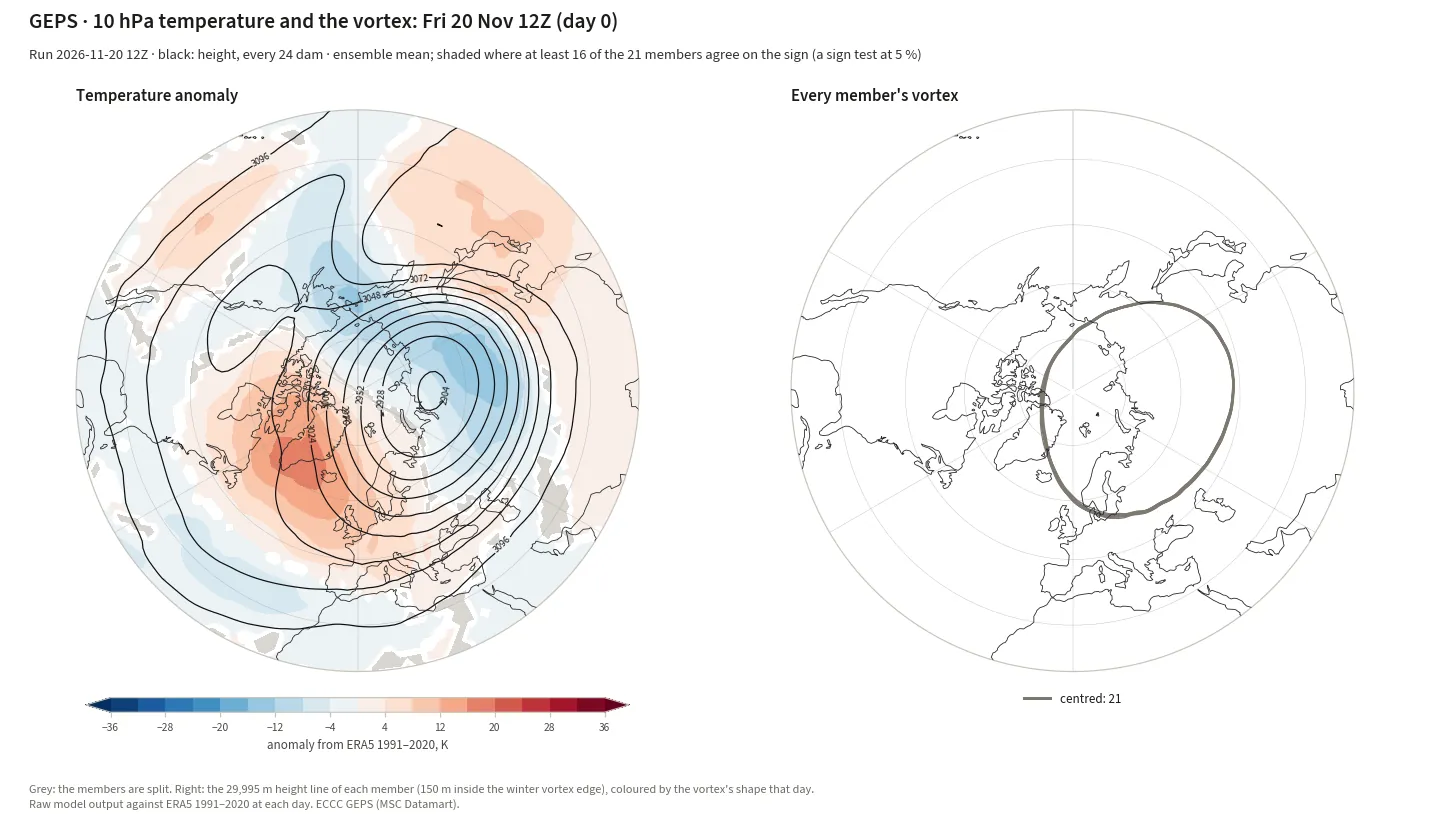 GEPS · 10 hPa temperature and the vortex: Fri 20 Nov 12Z (day 0)
Run 2026-11-20 12Z · black: height, every 24 dam · ensemble mean; shaded where at least 16 of the 21 members agree on the sign (a sign test at 5 %)
Temperature anomaly
Every member's vortex
3096
3072
3048
2952
2928
2904
3024
3096
centred: 21
−36 −28 −20 −12 −4 4 12 20 28 36
anomaly from ERA5 1991–2020, K
Grey: the members are split. Right: the 29,995 m height line of each member (150 m inside the winter vortex edge), coloured by the vortex's shape that day.
Raw model output against ERA5 1991–2020 at each day. ECCC GEPS (MSC Datamart).